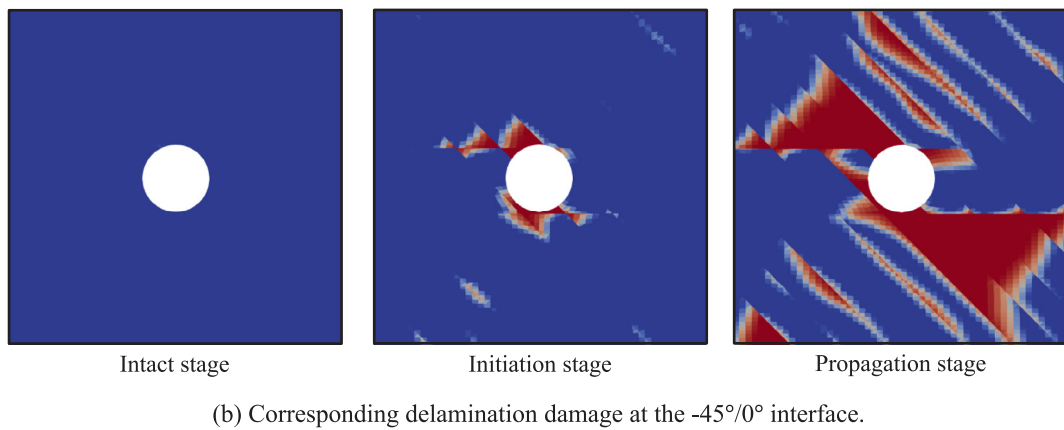 Intact stage
Initiation stage
Propagation stage
(b) Corresponding delamination damage at the -45°/0° interface.